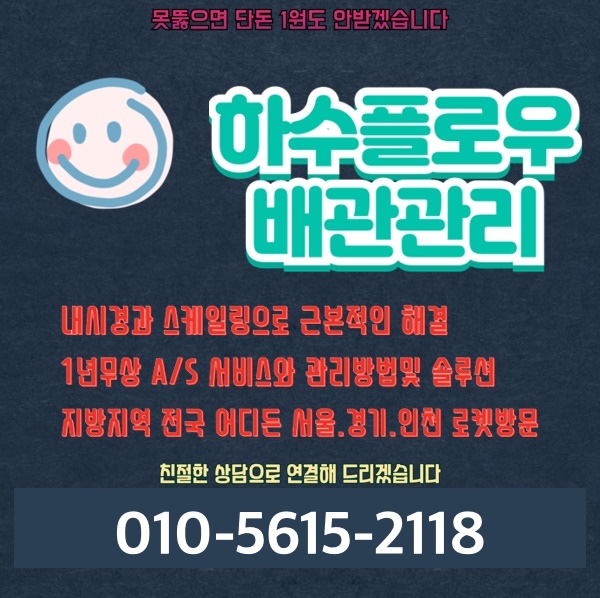 못뚫으면 단돈 1원도 안받겠습니다
하수플로우
배관관리
내시경과 스케일링으로 근본적인 해결
1년무상 A/S 서비스와 관리방법및 솔루션
지방지역 전국 어디든 서울.경기.인천 로켓방문
친절한 상담으로 연결해 드리겠습니다
010-5615-2118